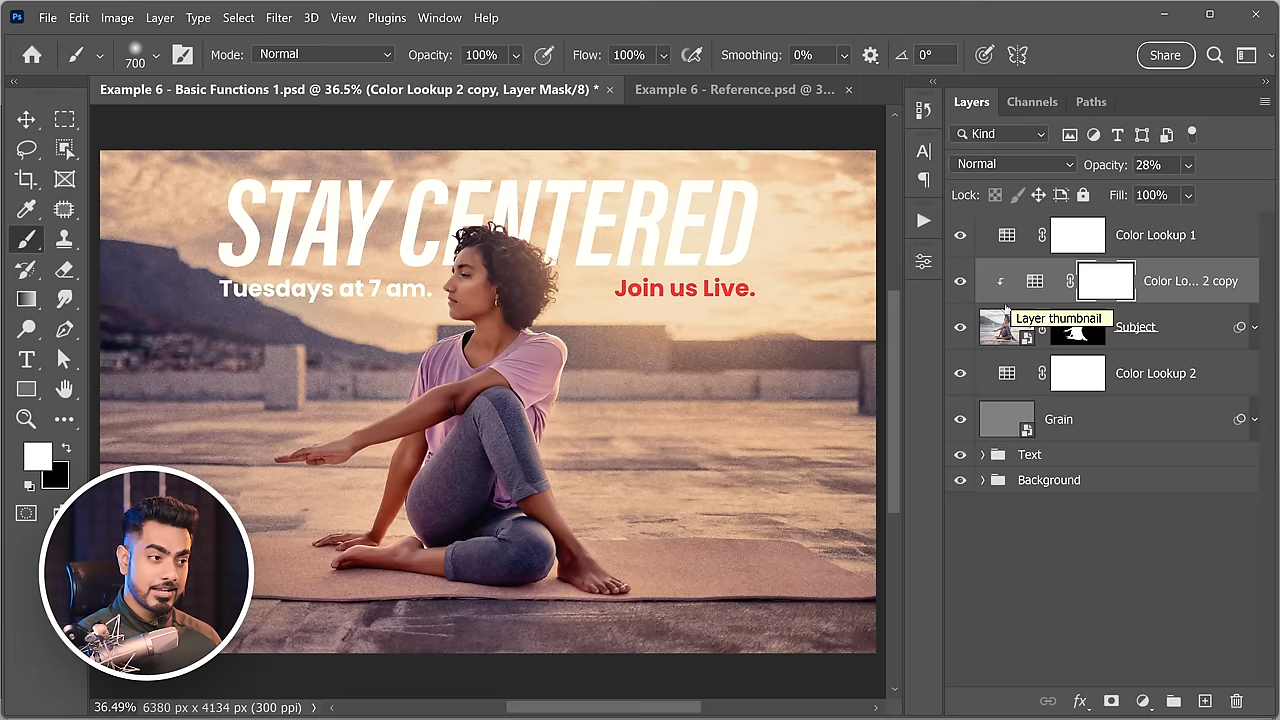 Ps File Edit Image Layer Type Select Filter 3D View Plugins Window Help
700 Mode: Normal Opacity: 100% Flow: 100% Smoothing: 0% 0° Share
Example 6 - Basic Functions 1.psd @ 36.5% (Color Lookup 2 copy, Layer Mask/8) * × Example 6 - Reference.psd @ 3... ×
Layers Channels Paths
Kind
Normal Opacity: 28%
Lock: Fill: 100%
STAY CENTERED
Tuesdays at 7 am. Join us Live.
Color Lookup 1
Color Lo... 2 copy
Layer thumbnail
Subject
Color Lookup 2
Grain
Text
Background
36.49% 6380 px x 4134 px (300 ppi)